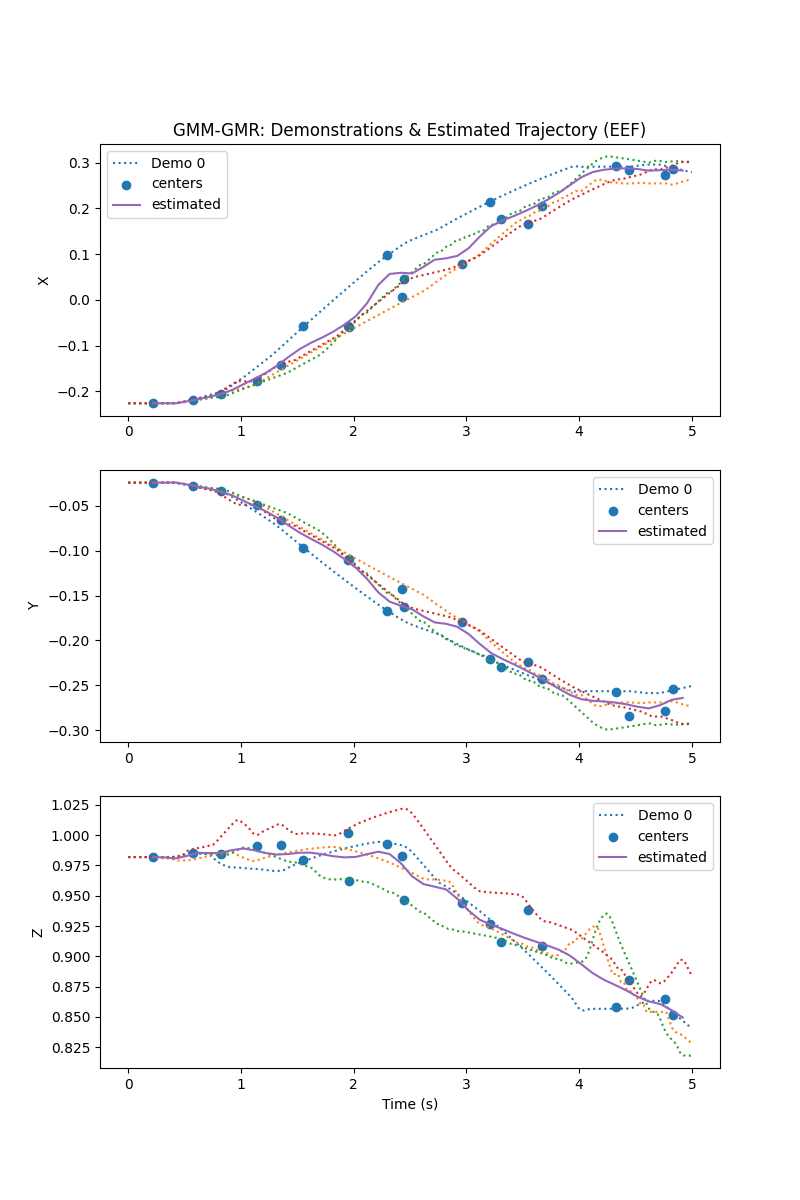 GMM-GMR: Demonstrations & Estimated Trajectory (EEF)
0.3
0.2
0.1
0.0
−0.1
−0.2
X
Demo 0
centers
estimated
0 1 2 3 4 5
−0.05
−0.10
−0.15
−0.20
−0.25
−0.30
Y
Demo 0
centers
estimated
0 1 2 3 4 5
1.025
1.000
0.975
0.950
0.925
0.900
0.875
0.850
0.825
Z
Demo 0
centers
estimated
0 1 2 3 4 5
Time (s)